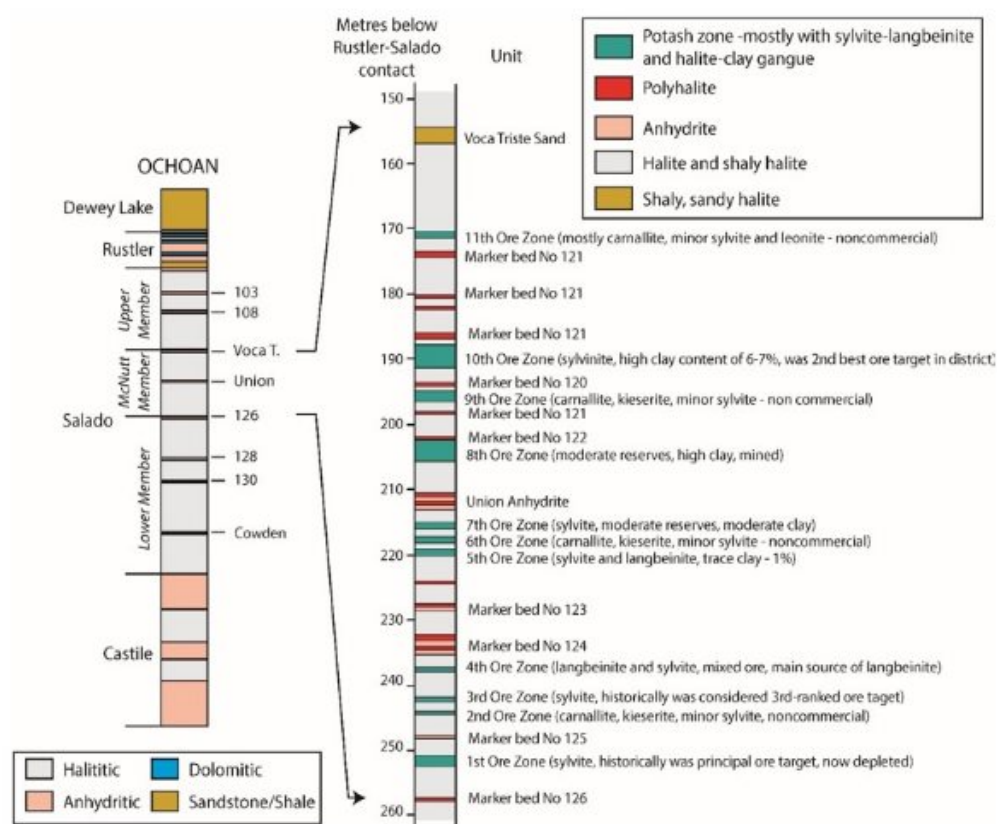 Metres below
Rustler-Salado
contact
Unit
150
160
170
180
190
200
210
220
230
240
250
260
Voca Triste Sand
11th Ore Zone (mostly carnallite, minor sylvite and leonite - noncommercial)
Marker bed No 121
Marker bed No 121
Marker bed No 121
10th Ore Zone (sylvinite, high clay content of 6-7%, was 2nd best ore target in district)
Marker bed No 120
9th Ore Zone (carnallite, kieserite, minor sylvite - non commercial)
Marker bed No 121
Marker bed No 122
8th Ore Zone (moderate reserves, high clay, mined)
Union Anhydrite
7th Ore Zone (sylvite, moderate reserves, moderate clay)
6th Ore Zone (carnallite, kieserite, minor sylvite - noncommercial)
5th Ore Zone (sylvite and langbeinite, trace clay - 1%)
Marker bed No 123
Marker bed No 124
4th Ore Zone (langbeinite and sylvite, mixed ore, main source of langbeinite)
3rd Ore Zone (sylvite, historically was considered 3rd-ranked ore taget)
2nd Ore Zone (carnallite, kieserite, minor sylvite, noncommercial)
Marker bed No 125
1st Ore Zone (sylvite, historically was principal ore target, now depleted)
Marker bed No 126
Potash zone -mostly with sylvite-langbeinite
and halite-clay gangue
Polyhalite
Anhydrite
Halite and shaly halite
Shaly, sandy halite
OCHOAN
Dewey Lake
Rustler
Salado
Castile
Upper
Member
McNutt
Member
Lower Member
103
108
Voca T.
Union
126
128
130
Cowden
Halititic
Dolomitic
Anhydritic
Sandstone/Shale